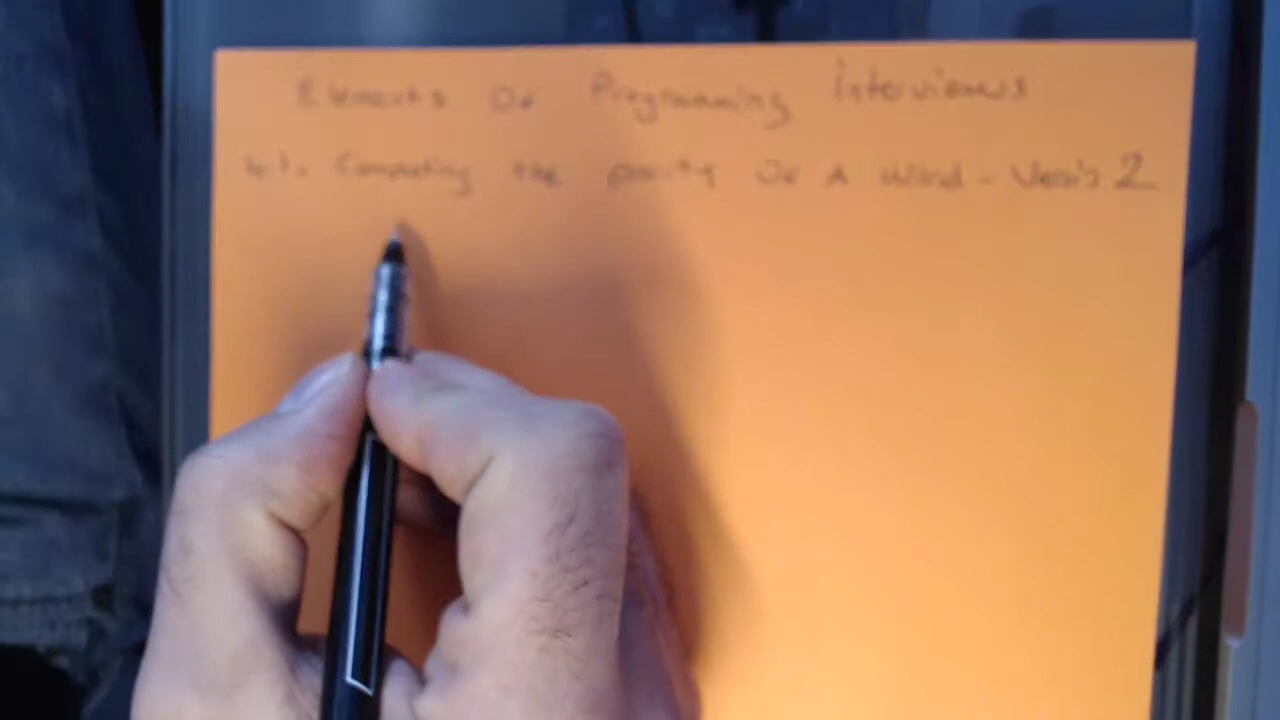 Elements Of Programming Interviews
Computing the parity Of A Word - Version 2